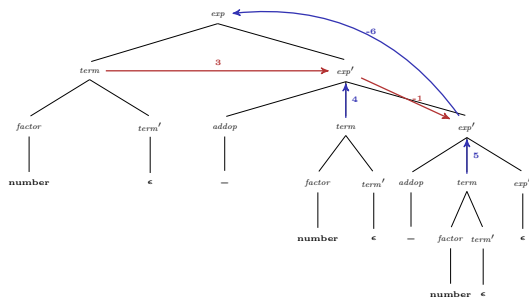 exp
-6
term 3 exp′
-1
4
factor term′ addop term exp′
5
number ϵ − factor term′ addop term exp′
number ϵ − factor term′ ϵ
number ϵ